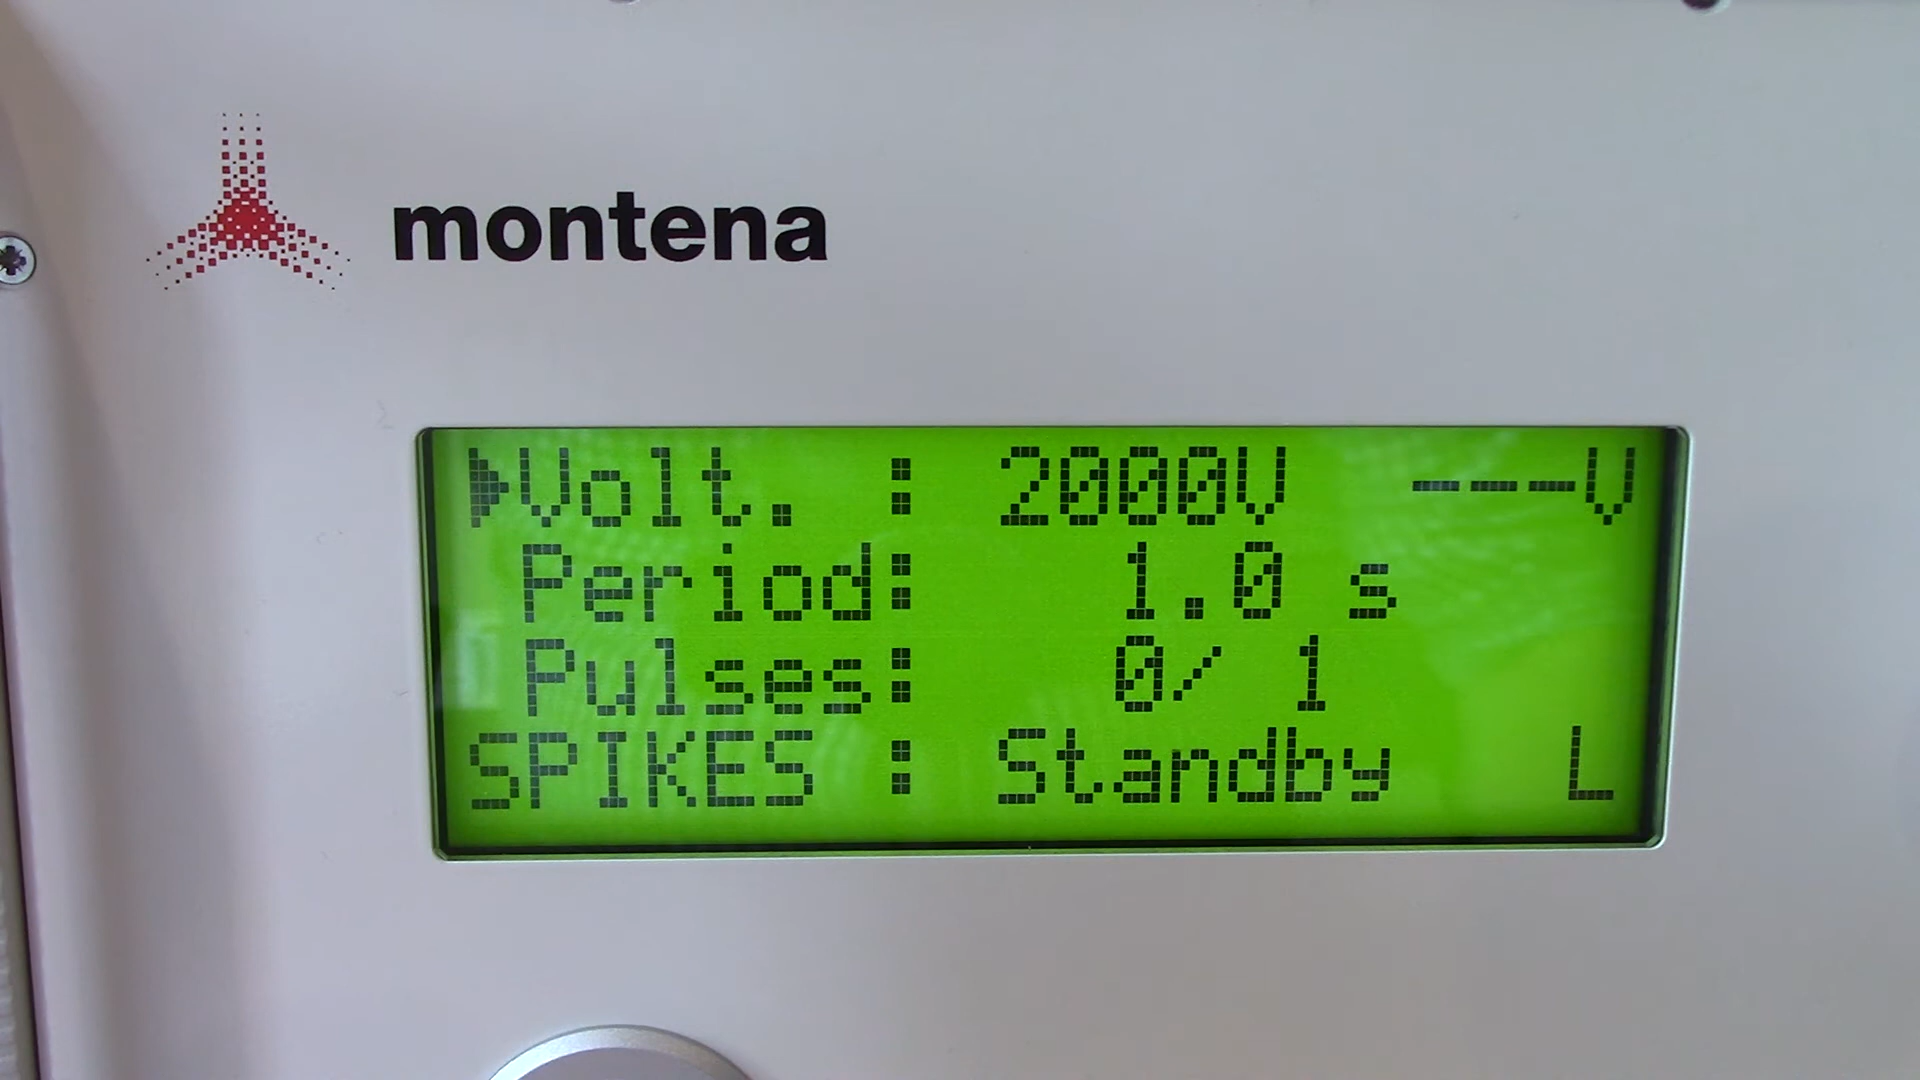 montena
▶Volt. : 2000V ---V
Period: 1.0 s
Pulses: 0/ 1
SPIKES : Standby L